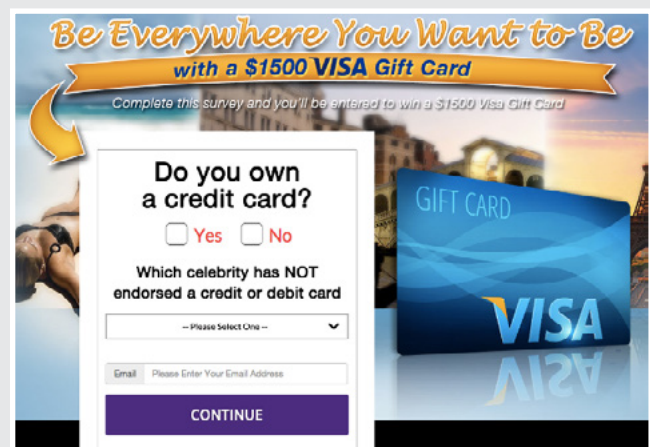 Be Everywhere You Want to Be
with a $1500 VISA Gift Card
Complete this survey and you'll be entered to win a $1500 Visa Gift Card
Do you own
a credit card?
Yes No
Which celebrity has NOT
endorsed a credit or debit card
-- Please Select One --
Email Please Enter Your Email Address
CONTINUE
GIFT CARD
VISA